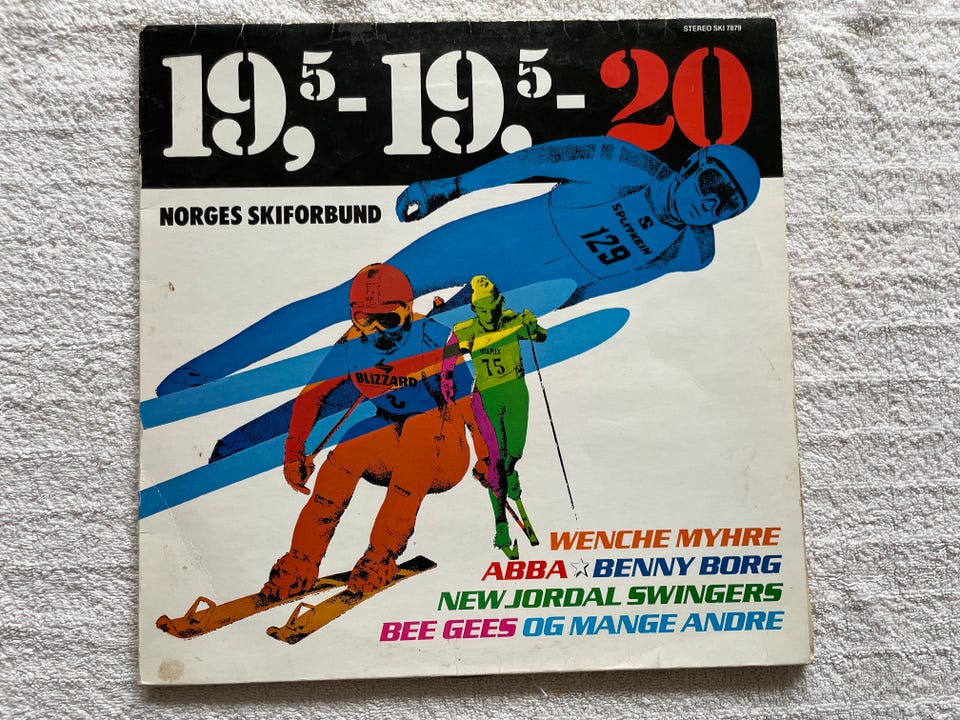 STEREO SKI 7879
19,5-19.5-20
NORGES SKIFORBUND
SPLITKEIN
129
BLIZZARD
2
75
WENCHE MYHRE
ABBA ☆ BENNY BORG
NEW JORDAL SWINGERS
BEE GEES OG MANGE ANDRE